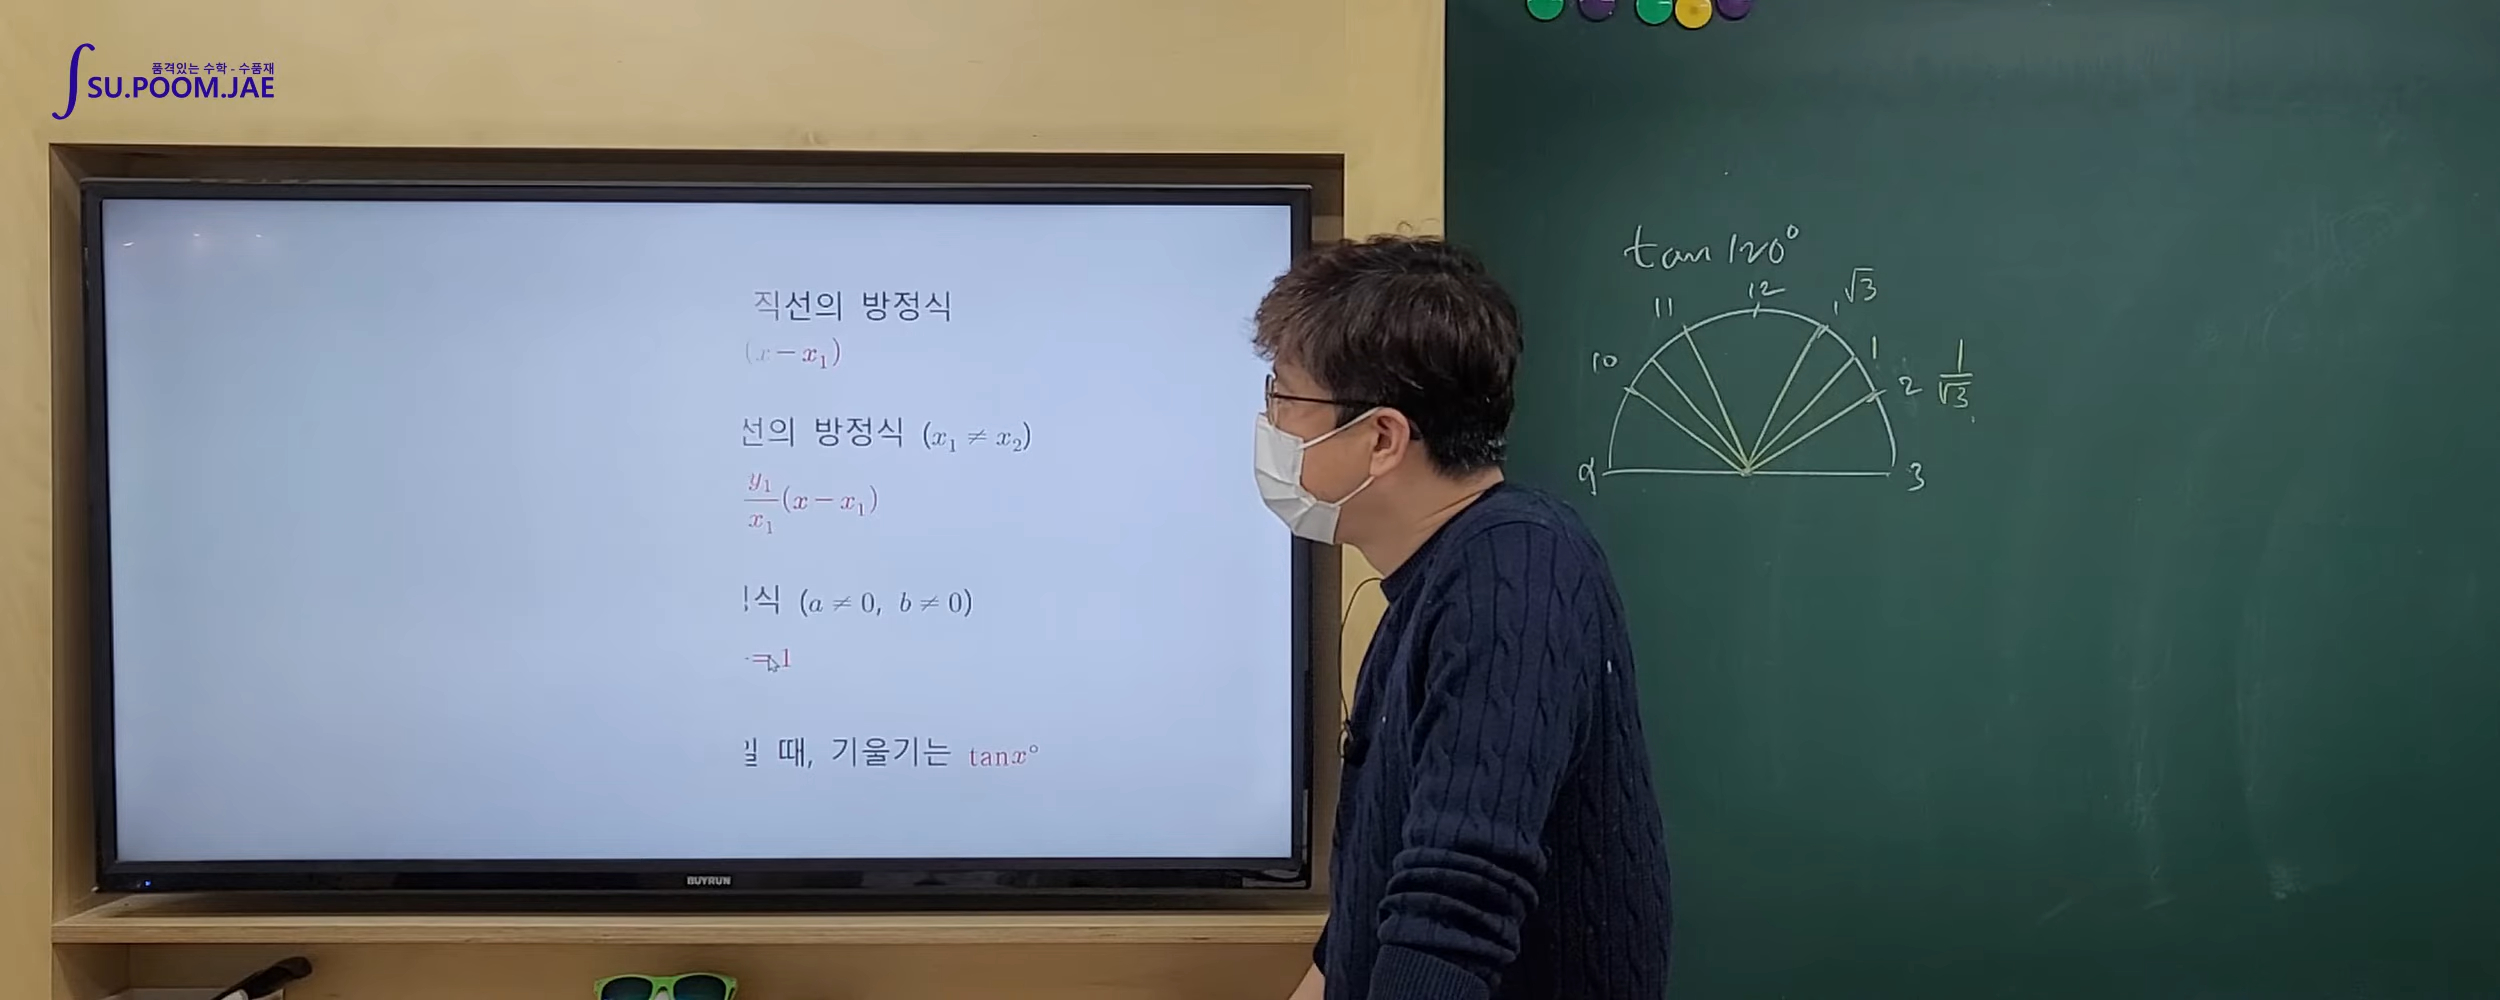 품격있는 수학 - 수품재
SU.POOM.JAE
직선의 방정식
(x − x₁)
선의 방정식 (x₁ ≠ x₂)
y₁
x₁
(x − x₁)
식 (a ≠ 0, b ≠ 0)
= 1
일 때, 기울기는 tanx°
BUYRUN
tan 120°
12
11
√3
10
1
2
1/√3
9
3